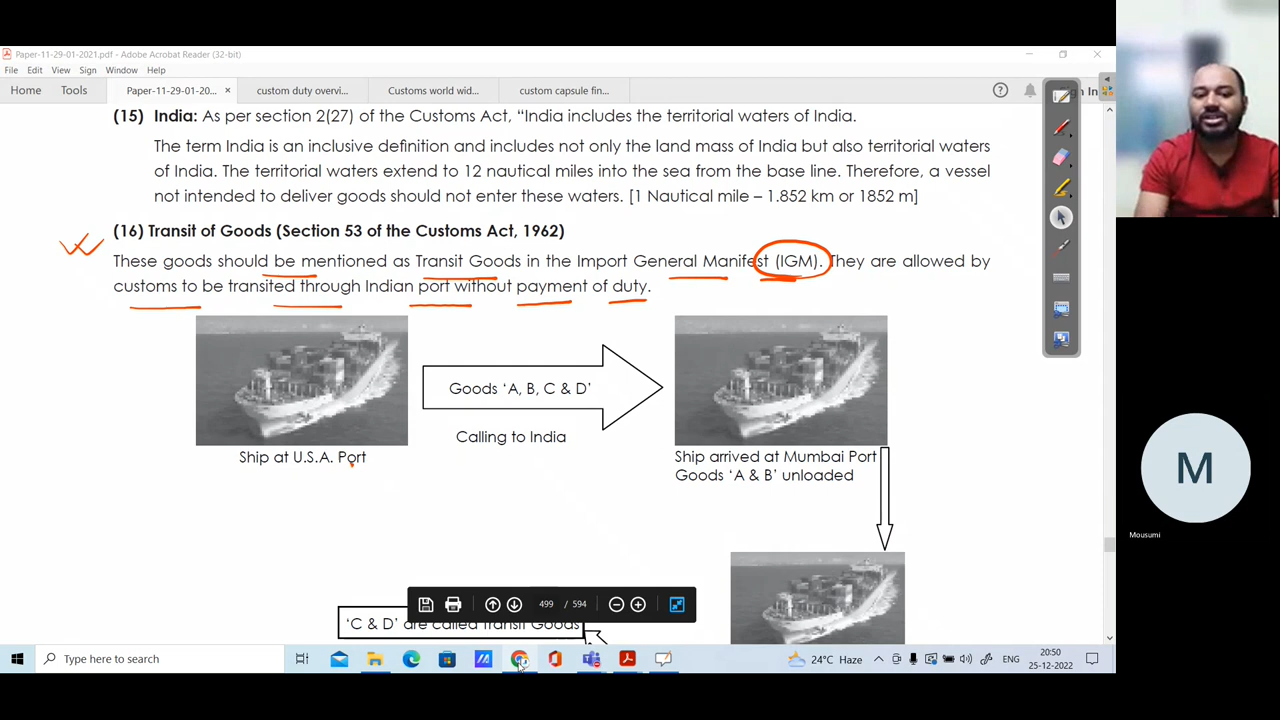 Paper-11-29-01-2021.pdf - Adobe Acrobat Reader (32-bit)
File Edit View Sign Window Help
Home Tools Paper-11-29-01-20... × custom duty overvi... Customs world wid... custom capsule fin... Sign In
(15) India: As per section 2(27) of the Customs Act, “India includes the territorial waters of India.
The term India is an inclusive definition and includes not only the land mass of India but also territorial waters
of India. The territorial waters extend to 12 nautical miles into the sea from the base line. Therefore, a vessel
not intended to deliver goods should not enter these waters. [1 Nautical mile – 1.852 km or 1852 m]
(16) Transit of Goods (Section 53 of the Customs Act, 1962)
These goods should be mentioned as Transit Goods in the Import General Manifest (IGM). They are allowed by
customs to be transited through Indian port without payment of duty.
Goods ‘A, B, C & D’
Calling to India
Ship at U.S.A. Port
Ship arrived at Mumbai Port
Goods ‘A & B’ unloaded
499 / 594
‘C & D’ are called Transit Goods
M
Mousumi
Type here to search
24°C Haze
ENG
20:50
25-12-2022